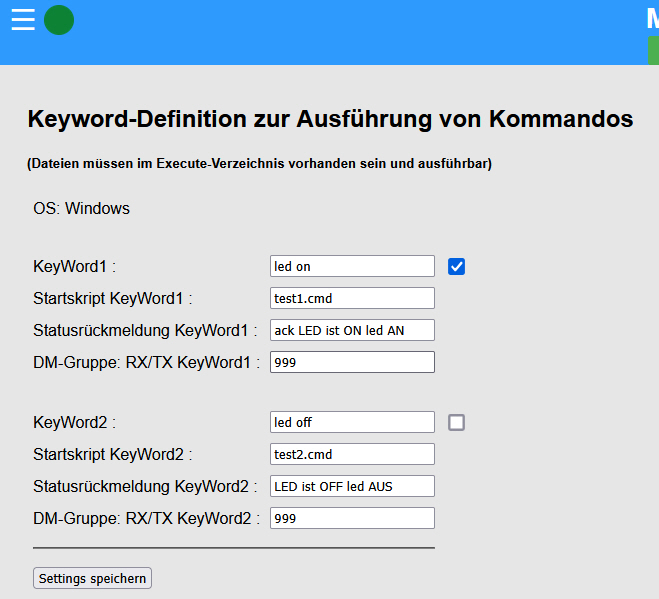 M
Keyword-Definition zur Ausführung von Kommandos
(Dateien müssen im Execute-Verzeichnis vorhanden sein und ausführbar)
OS: Windows
KeyWord1 : led on
Startskript KeyWord1 : test1.cmd
Statusrückmeldung KeyWord1 : ack LED ist ON led AN
DM-Gruppe: RX/TX KeyWord1 : 999
KeyWord2 : led off
Startskript KeyWord2 : test2.cmd
Statusrückmeldung KeyWord2 : LED ist OFF led AUS
DM-Gruppe: RX/TX KeyWord2 : 999
Settings speichern